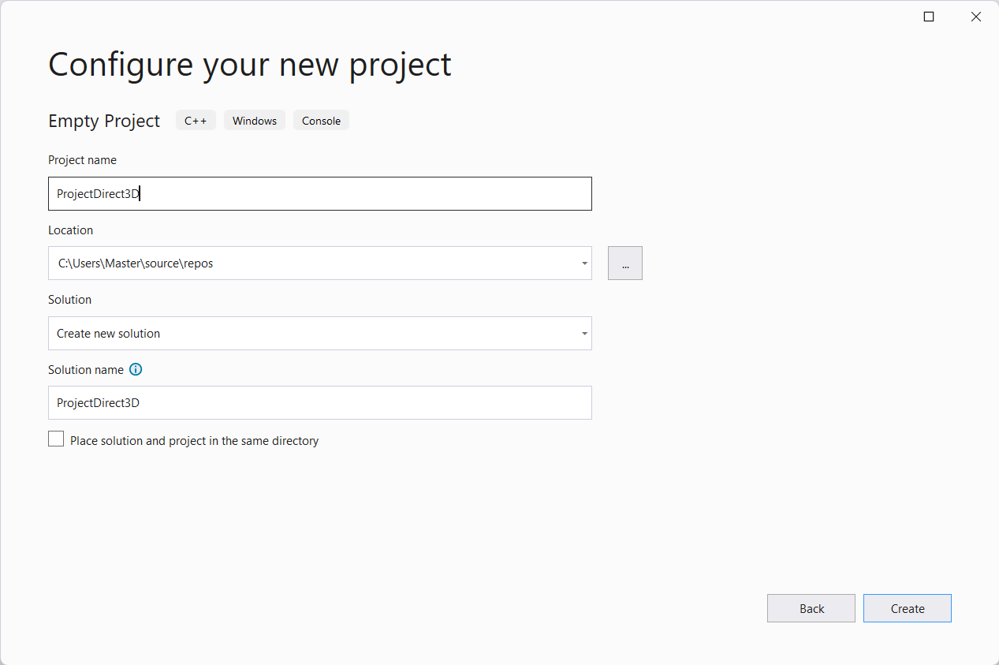 Configure your new project
Empty Project C++ Windows Console
Project name
ProjectDirect3D
Location
C:\Users\Master\source\repos
...
Solution
Create new solution
Solution name
ProjectDirect3D
Place solution and project in the same directory
Back Create